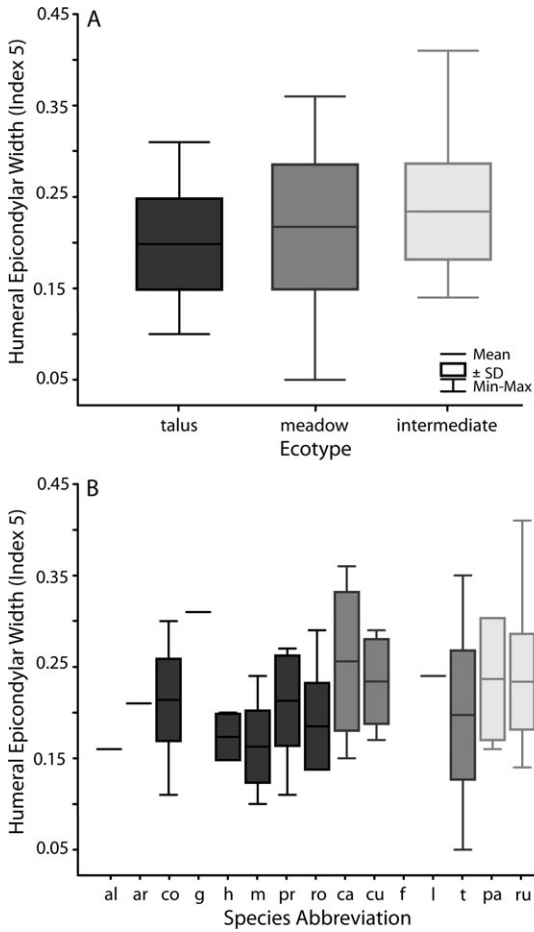 A
Humeral Epicondylar Width (Index 5)
0.45
0.35
0.25
0.15
0.05
Mean
± SD
Min-Max
talus meadow intermediate
Ecotype
B
Humeral Epicondylar Width (Index 5)
0.45
0.35
0.25
0.15
0.05
al ar co g h m pr ro ca cu f l t pa ru
Species Abbreviation